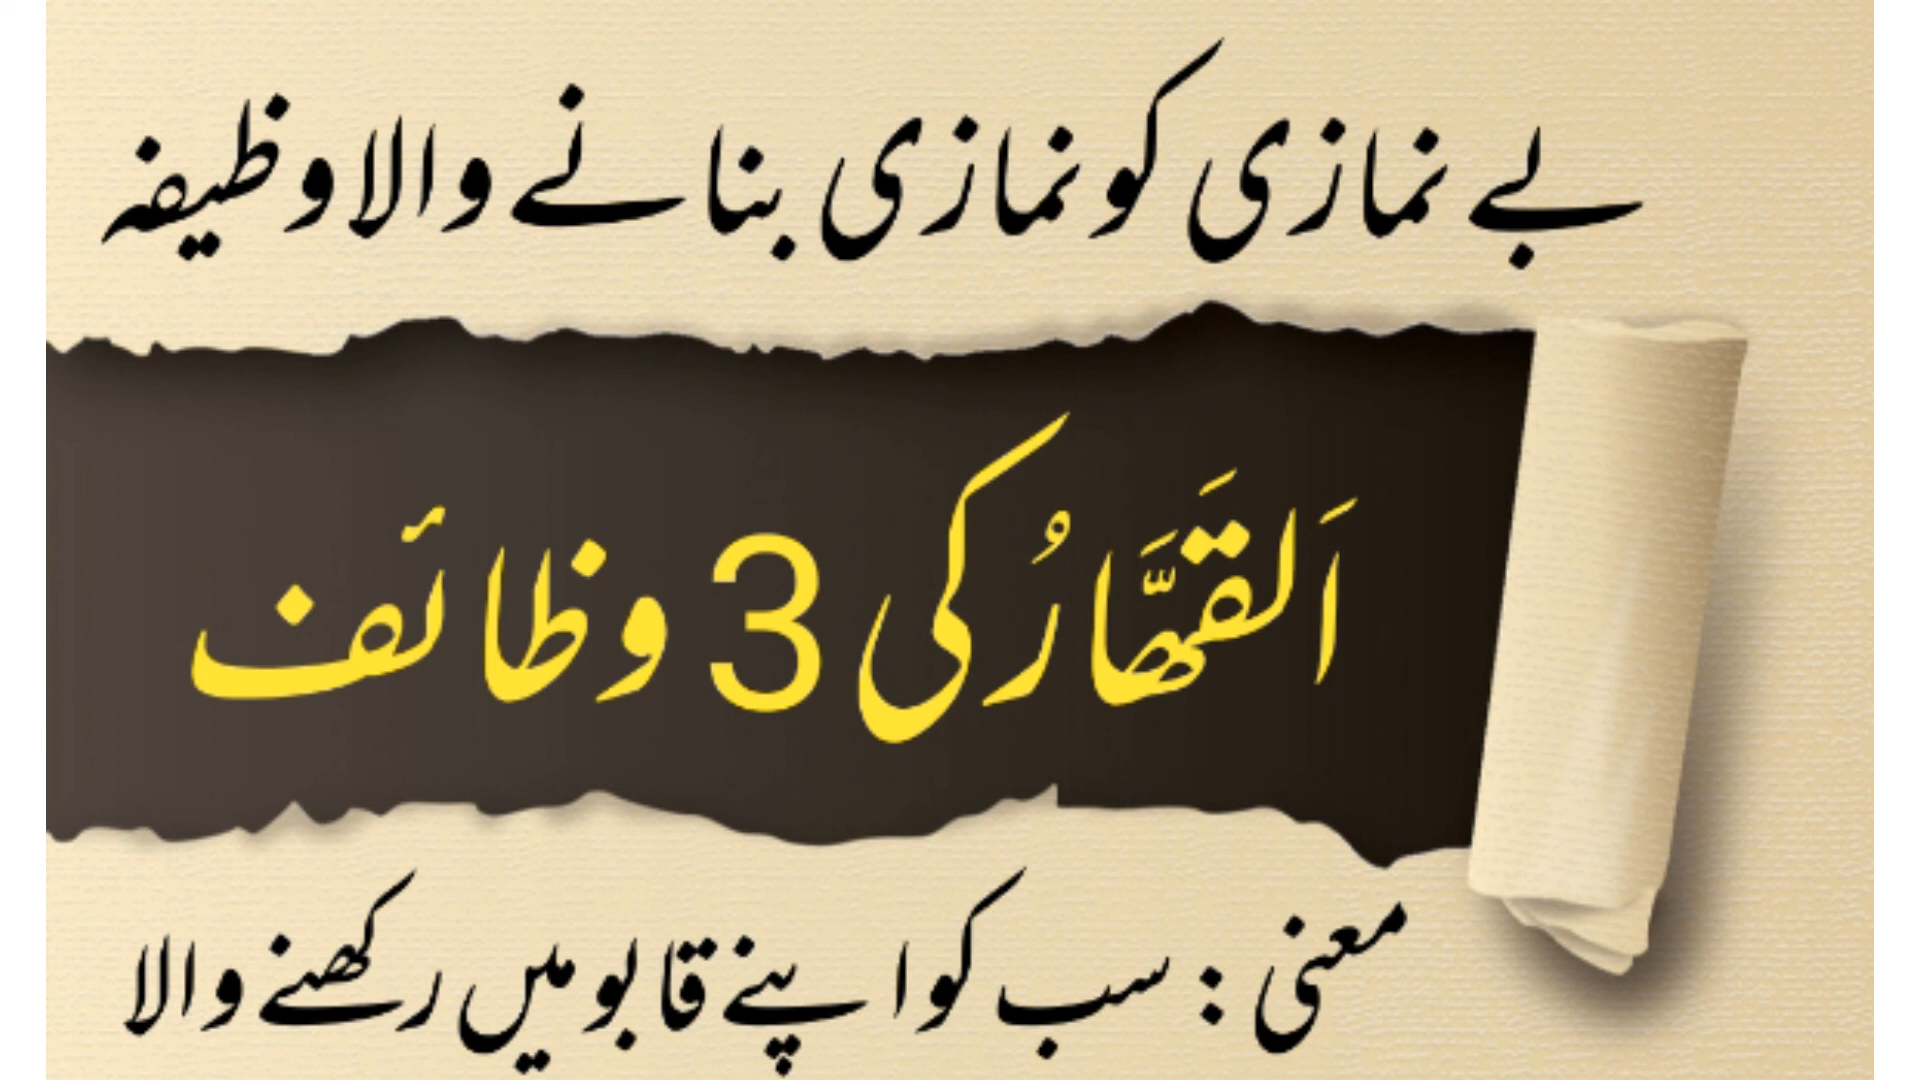 بے نمازی کو نمازی بنانے والا وظیفہ
اَلقَہَّارُ کی 3 وظائف
معنی : سب کو اپنے قابو میں رکھنے والا